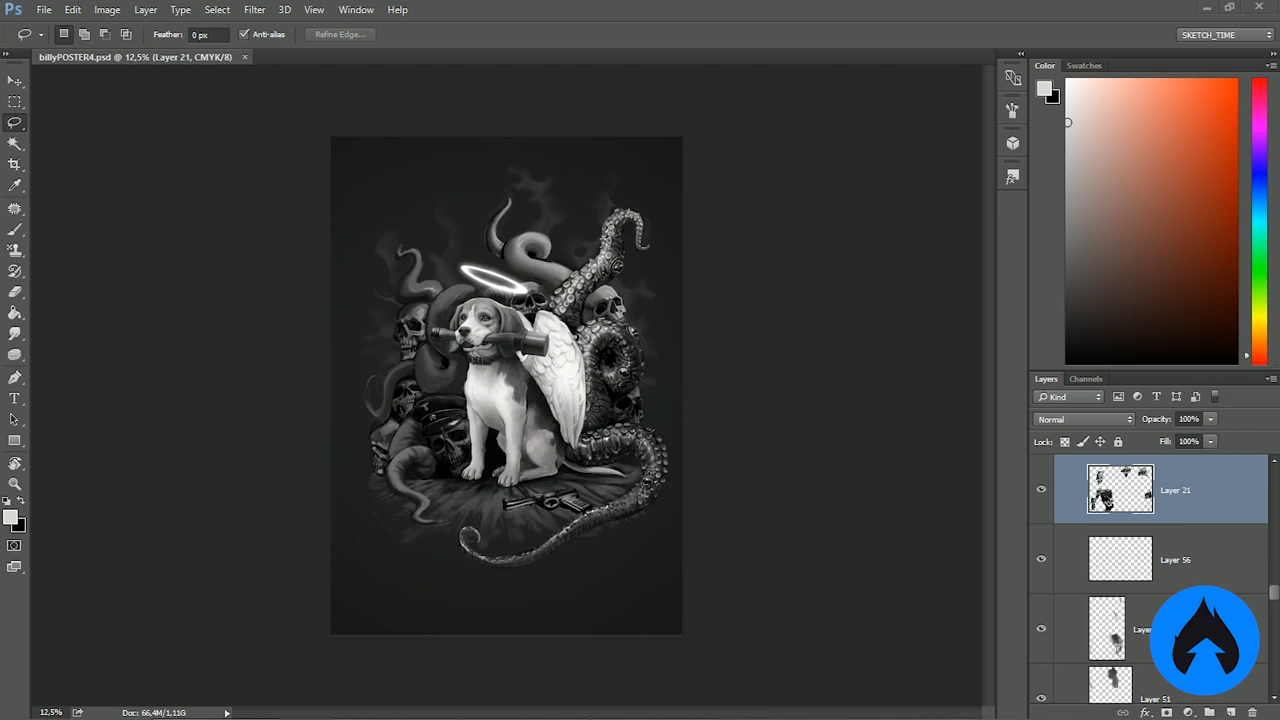 Ps File Edit Image Layer Type Select Filter 3D View Window Help
Feather: 0 px Anti-alias Refine Edge... SKETCH_TIME
billyPOSTER4.psd @ 12,5% (Layer 21, CMYK/8) ×
Color Swatches
Layers Channels
Kind
Normal Opacity: 100%
Lock: Fill: 100%
Layer 21
Layer 56
Laye
Layer 51
12,5% Doc: 66,4M/1,11G
fx